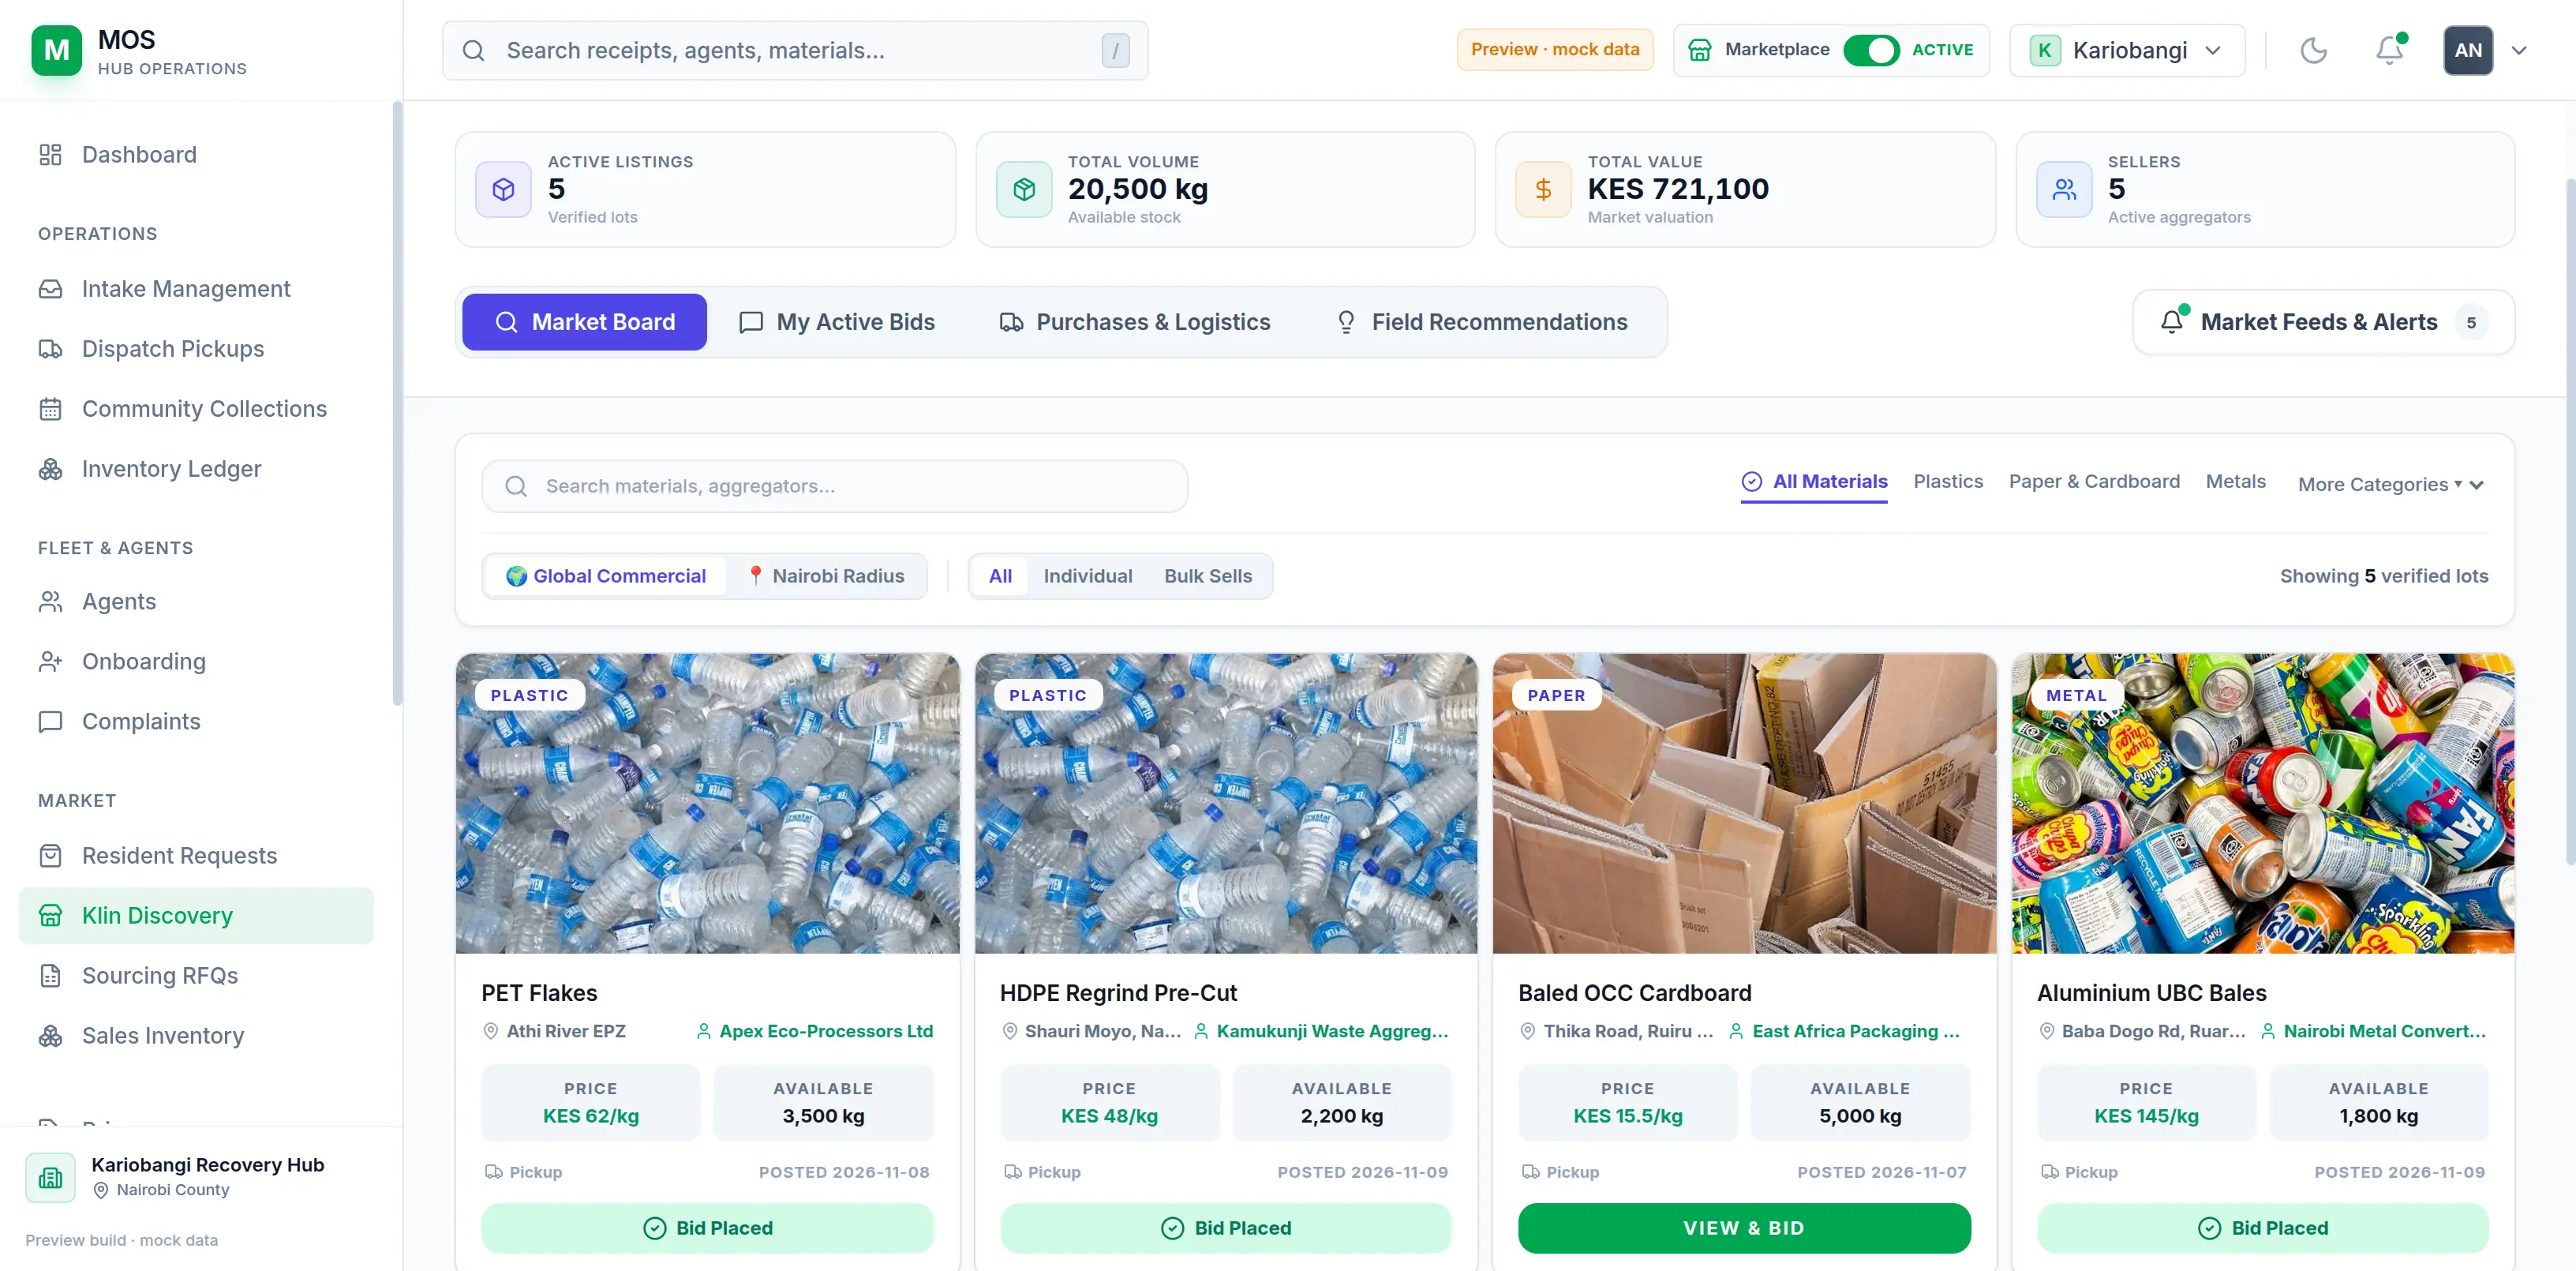 M
MOS
HUB OPERATIONS
Search receipts, agents, materials...
/
Preview · mock data
Marketplace
ACTIVE
K
Kariobangi
AN
Dashboard
OPERATIONS
Intake Management
Dispatch Pickups
Community Collections
Inventory Ledger
FLEET & AGENTS
Agents
Onboarding
Complaints
MARKET
Resident Requests
Klin Discovery
Sourcing RFQs
Sales Inventory
Kariobangi Recovery Hub
Nairobi County
Preview build · mock data
ACTIVE LISTINGS
5
Verified lots
TOTAL VOLUME
20,500 kg
Available stock
TOTAL VALUE
KES 721,100
Market valuation
SELLERS
5
Active aggregators
Market Board
My Active Bids
Purchases & Logistics
Field Recommendations
Market Feeds & Alerts
5
Search materials, aggregators...
All Materials
Plastics
Paper & Cardboard
Metals
More Categories ▾
🌍 Global Commercial
📍 Nairobi Radius
All
Individual
Bulk Sells
Showing 5 verified lots
PLASTIC
PET Flakes
Athi River EPZ
Apex Eco-Processors Ltd
PRICE
KES 62/kg
AVAILABLE
3,500 kg
Pickup
POSTED 2026-11-08
Bid Placed
PLASTIC
HDPE Regrind Pre-Cut
Shauri Moyo, Na...
Kamukunji Waste Aggreg...
PRICE
KES 48/kg
AVAILABLE
2,200 kg
Pickup
POSTED 2026-11-09
Bid Placed
PAPER
51455
Baled OCC Cardboard
Thika Road, Ruiru ...
East Africa Packaging ...
PRICE
KES 15.5/kg
AVAILABLE
5,000 kg
Pickup
POSTED 2026-11-07
VIEW & BID
METAL
Chupa Chups
Sparkling
FAN
Fanta
Aluminium UBC Bales
Baba Dogo Rd, Ruar...
Nairobi Metal Convert...
PRICE
KES 145/kg
AVAILABLE
1,800 kg
Pickup
POSTED 2026-11-09
Bid Placed